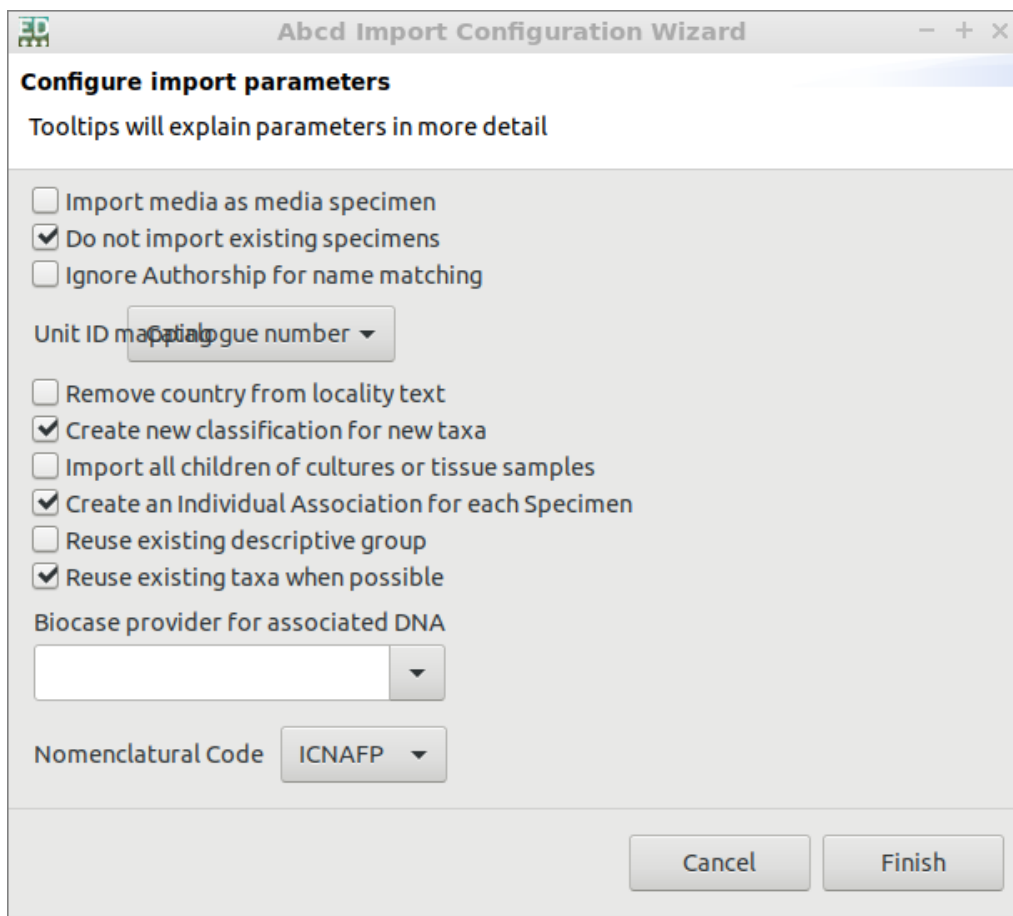 ED
Abcd Import Configuration Wizard
Configure import parameters
Tooltips will explain parameters in more detail
Import media as media specimen
Do not import existing specimens
Ignore Authorship for name matching
Unit ID mapping Catalogue number
Remove country from locality text
Create new classification for new taxa
Import all children of cultures or tissue samples
Create an Individual Association for each Specimen
Reuse existing descriptive group
Reuse existing taxa when possible
Biocase provider for associated DNA
Nomenclatural Code ICNAFP
Cancel Finish